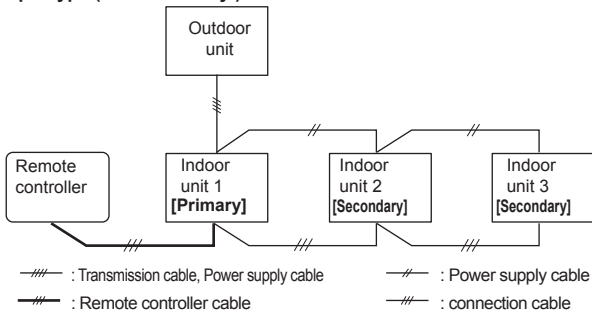 Outdoor
unit
Remote
controller
Indoor
unit 1
[Primary]
Indoor
unit 2
[Secondary]
Indoor
unit 3
[Secondary]
: Transmission cable, Power supply cable
: Power supply cable
: Remote controller cable
: connection cable